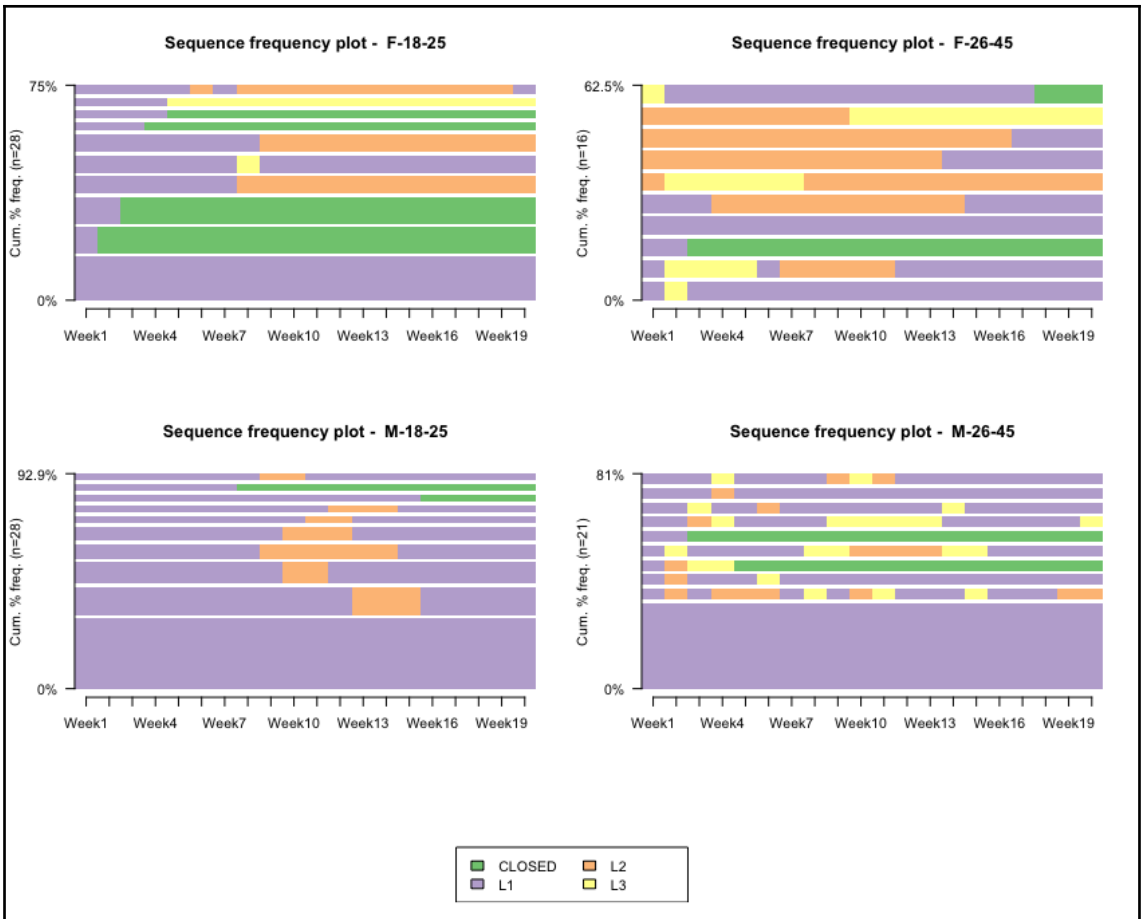 Sequence frequency plot - F-18-25
75%
Cum. % freq. (n=28)
0%
Week1 Week4 Week7 Week10 Week13 Week16 Week19
Sequence frequency plot - F-26-45
62.5%
Cum. % freq. (n=16)
0%
Week1 Week4 Week7 Week10 Week13 Week16 Week19
Sequence frequency plot - M-18-25
92.9%
Cum. % freq. (n=28)
0%
Week1 Week4 Week7 Week10 Week13 Week16 Week19
Sequence frequency plot - M-26-45
81%
Cum. % freq. (n=21)
0%
Week1 Week4 Week7 Week10 Week13 Week16 Week19
CLOSED L2
L1 L3